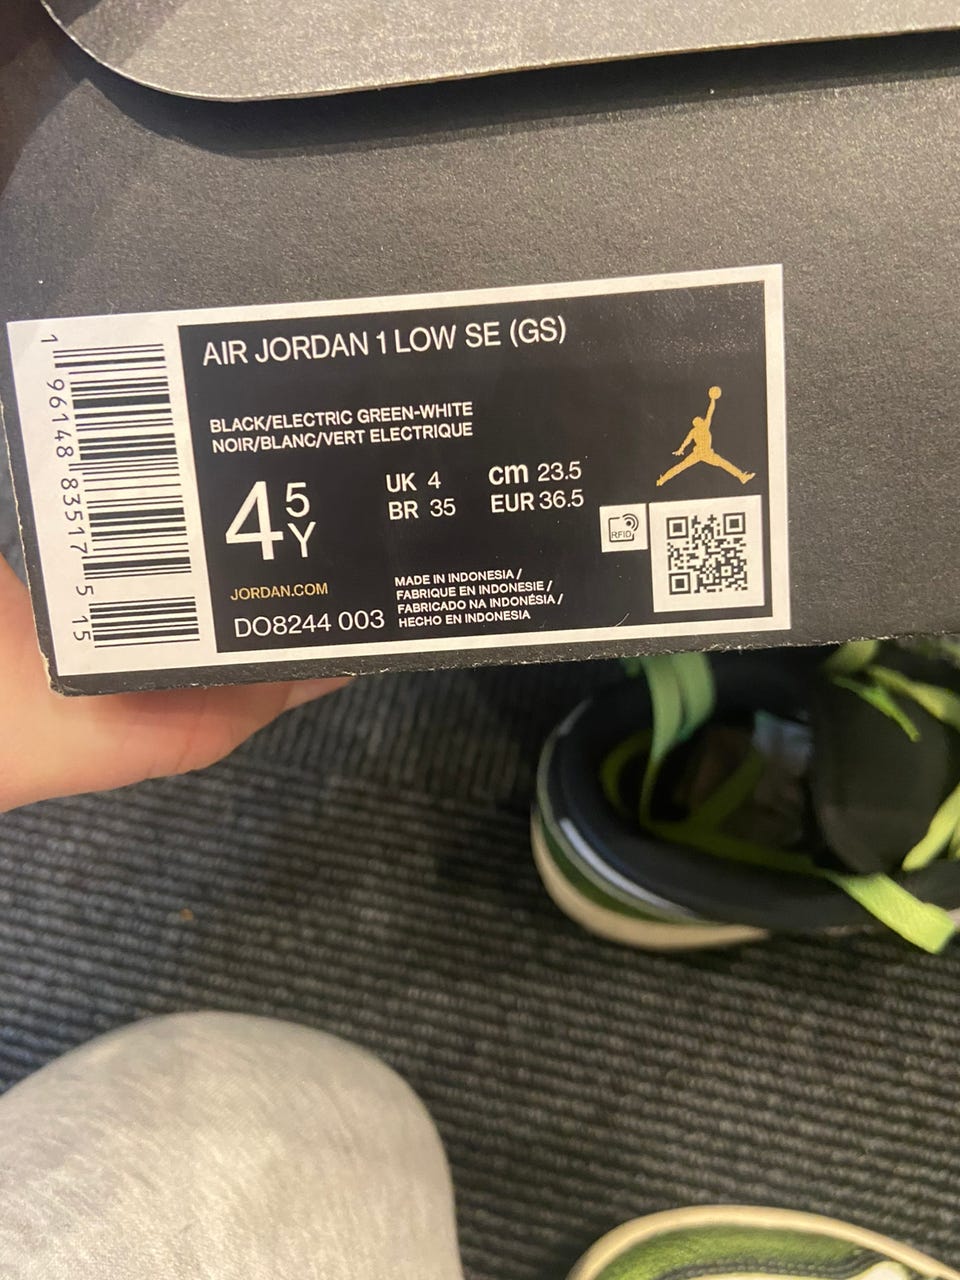 AIR JORDAN 1 LOW SE (GS)
BLACK/ELECTRIC GREEN-WHITE
NOIR/BLANC/VERT ELECTRIQUE
4 5Y
UK 4 cm 23.5
BR 35 EUR 36.5
RFID
JORDAN.COM
DO8244 003
MADE IN INDONESIA /
FABRIQUE EN INDONESIE /
FABRICADO NA INDONÉSIA /
HECHO EN INDONESIA
1 96148 83517 5 15